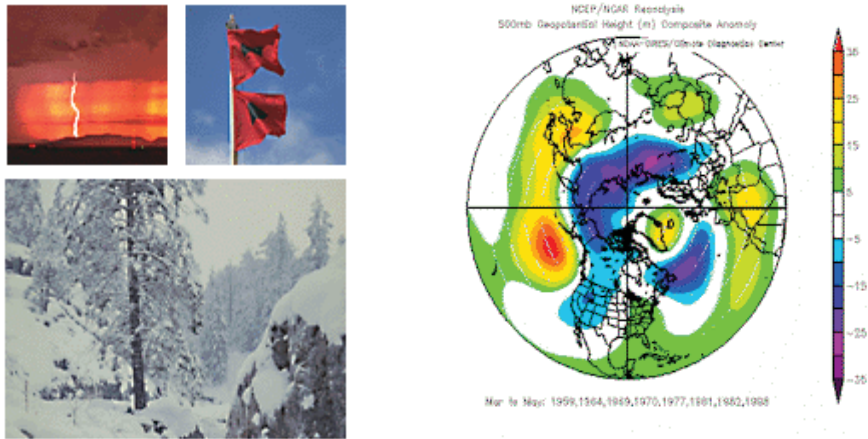 NCEP/NCAR Reanalysis
500mb Geopotential Height (m) Composite Anomaly
NOAA-CIRES/Climate Diagnostics Center
35
25
15
5
-5
-15
-25
-35
Mar to May: 1959,1964,1969,1970,1977,1981,1982,